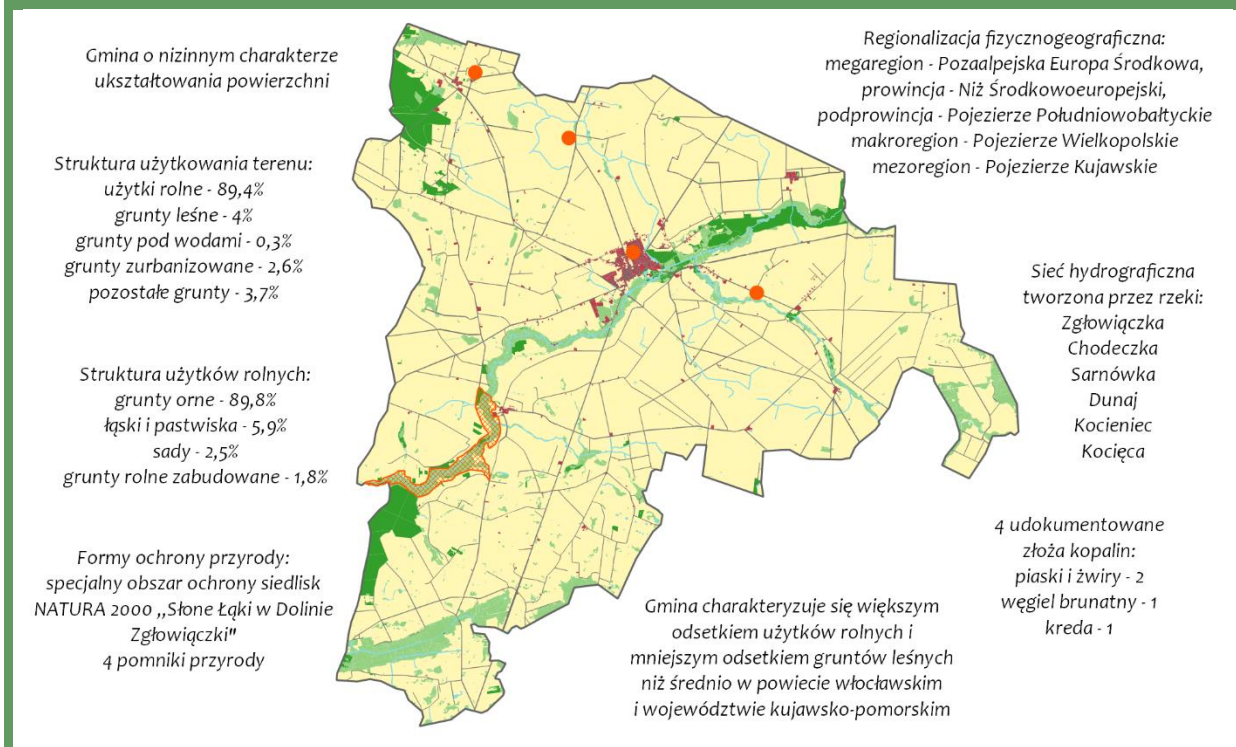 Gmina o nizinnym charakterze
ukształtowania powierzchni
Struktura użytkowania terenu:
użytki rolne - 89,4%
grunty leśne - 4%
grunty pod wodami - 0,3%
grunty zurbanizowane - 2,6%
pozostałe grunty - 3,7%
Struktura użytków rolnych:
grunty orne - 89,8%
łąski i pastwiska - 5,9%
sady - 2,5%
grunty rolne zabudowane - 1,8%
Formy ochrony przyrody:
specjalny obszar ochrony siedlisk
NATURA 2000 ,,Słone Łąki w Dolinie
Zgłowiączki"
4 pomniki przyrody
Regionalizacja fizycznogeograficzna:
megaregion - Pozaalpejska Europa Środkowa,
prowincja - Niż Środkowoeuropejski,
podprowincja - Pojezierze Południowobałtyckie
makroregion - Pojezierze Wielkopolskie
mezoregion - Pojezierze Kujawskie
Sieć hydrograficzna
tworzona przez rzeki:
Zgłowiączka
Chodeczka
Sarnówka
Dunaj
Kocieniec
Kocięca
4 udokumentowane
złoża kopalin:
piaski i żwiry - 2
węgiel brunatny - 1
kreda - 1
Gmina charakteryzuje się większym
odsetkiem użytków rolnych i
mniejszym odsetkiem gruntów leśnych
niż średnio w powiecie włocławskim
i województwie kujawsko-pomorskim